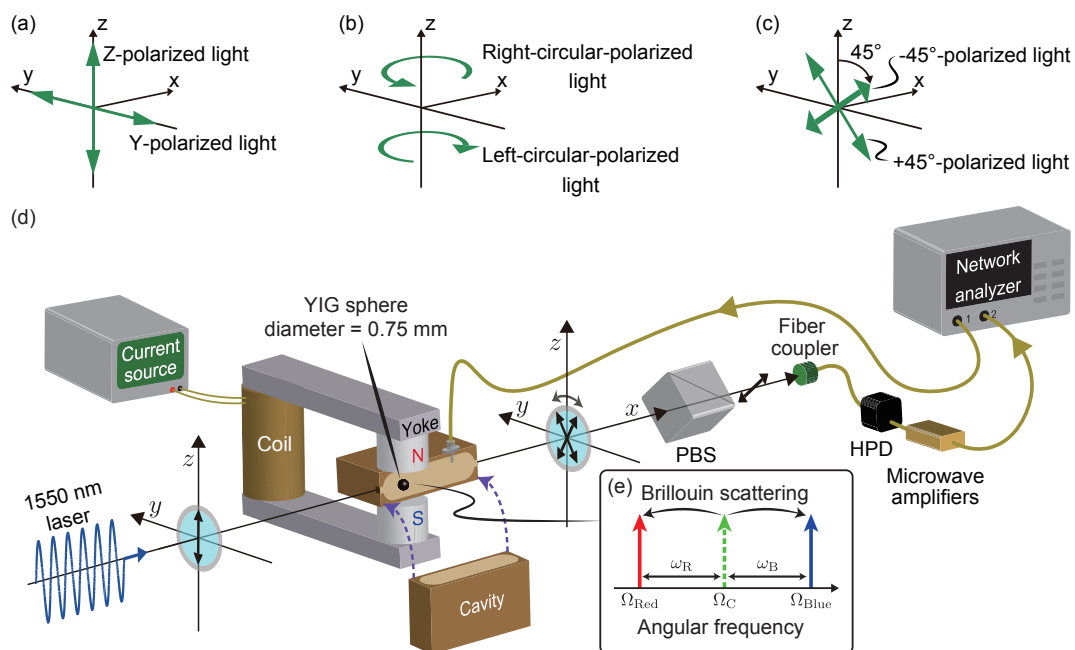 (a)
z
Z-polarized light
y
x
Y-polarized light
(b)
z
Right-circular-polarized
light
y
x
Left-circular-polarized
light
(c)
z
45°
-45°-polarized light
y
x
+45°-polarized light
(d)
Current
source
YIG sphere
diameter = 0.75 mm
Coil
Yoke
N
S
1550 nm
laser
y
z
Cavity
z
y
x
PBS
Fiber
coupler
HPD
Microwave
amplifiers
Network
analyzer
1
2
(e)
Brillouin scattering
ωR
ωB
ΩRed
ΩC
ΩBlue
Angular frequency